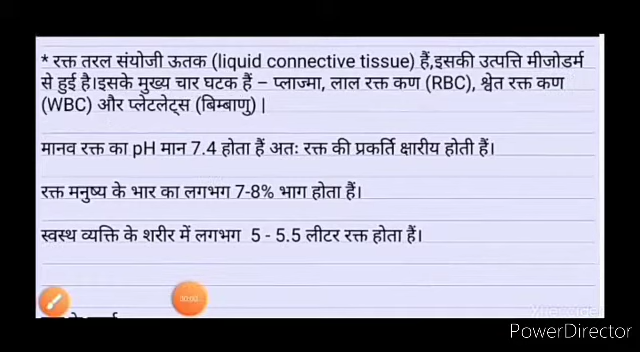 * रक्त तरल संयोजी ऊतक (liquid connective tissue) हैं,इसकी उत्पत्ति मीजोडर्म
से हुई है।इसके मुख्य चार घटक हैं – प्लाज्मा, लाल रक्त कण (RBC), श्वेत रक्त कण
(WBC) और प्लेटलेट्स (बिम्बाणु) |
मानव रक्त का pH मान 7.4 होता हैं अतः रक्त की प्रकर्ति क्षारीय होती हैं।
रक्त मनुष्य के भार का लगभग 7-8% भाग होता हैं।
स्वस्थ व्यक्ति के शरीर में लगभग 5 - 5.5 लीटर रक्त होता हैं।
00:00
PowerDirector